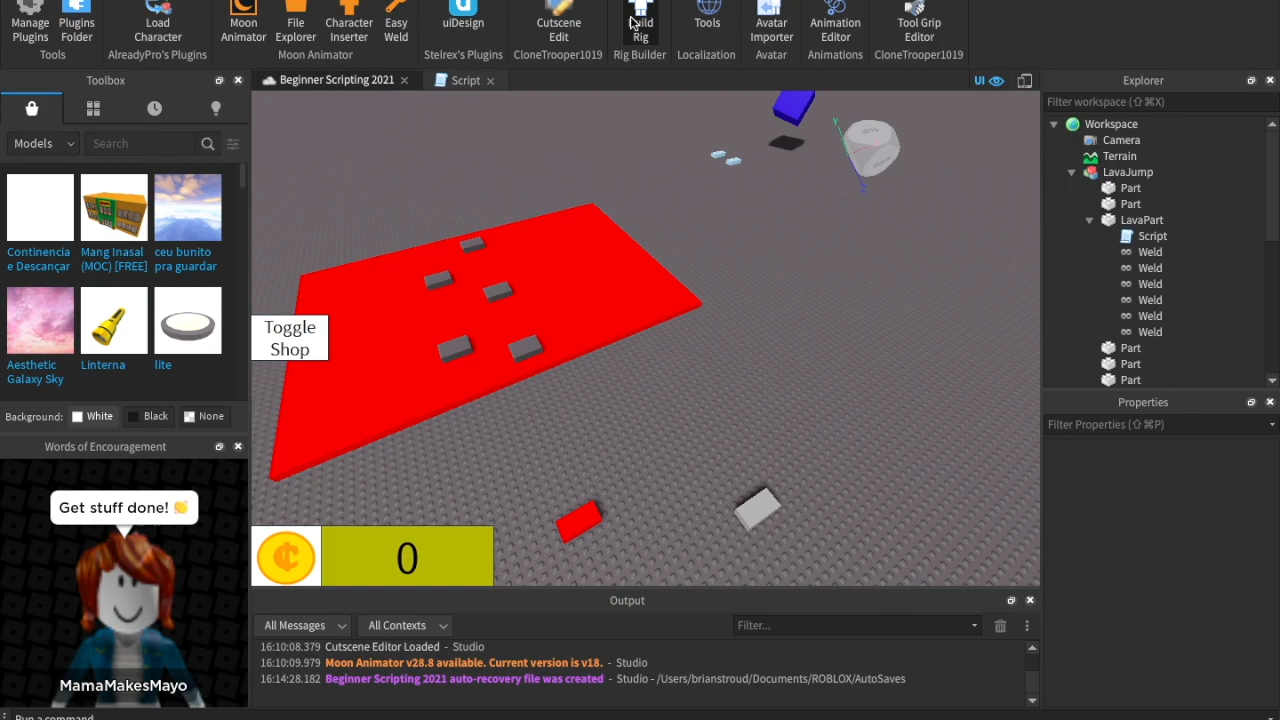 Manage
Plugins
Plugins
Folder
Load
Character
Moon
Animator
File
Explorer
Character
Inserter
Easy
Weld
uiDesign
Cutscene
Edit
Build
Rig
Tools
Avatar
Importer
Animation
Editor
Tool Grip
Editor
Tools
AlreadyPro's Plugins
Moon Animator
Stelrex's Plugins
CloneTrooper1019
Rig Builder
Localization
Avatar
Animations
CloneTrooper1019
Toolbox
Models
Search
Continencia
e Descançar
Mang Inasal
(MOC) [FREE]
ceu bunito
pra guardar
Aesthetic
Galaxy Sky
Linterna
lite
Background:
White
Black
None
Words of Encouragement
Get stuff done! 👏
MamaMakesMayo
Beginner Scripting 2021
Script
UI
Y
Z
Toggle
Shop
0
Output
All Messages
All Contexts
Filter...
16:10:08.379 Cutscene Editor Loaded - Studio
16:10:09.979 Moon Animator v28.8 available. Current version is v18. - Studio
16:14:28.182 Beginner Scripting 2021 auto-recovery file was created - Studio - /Users/brianstroud/Documents/ROBLOX/AutoSaves
Explorer
Filter workspace (⇧⌘X)
Workspace
Camera
Terrain
LavaJump
Part
Part
LavaPart
Script
Weld
Weld
Weld
Weld
Weld
Weld
Part
Part
Part
Properties
Filter Properties (⇧⌘P)
Run a command